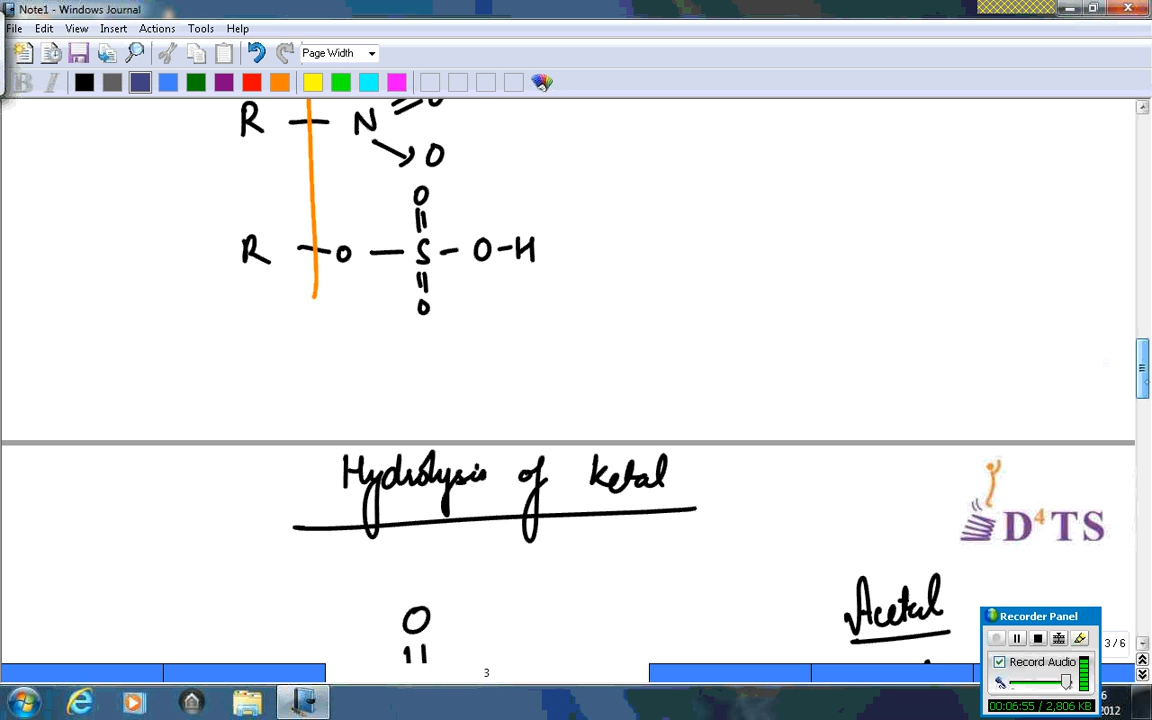 Note1 - Windows Journal
File Edit View Insert Actions Tools Help
Page Width
B I
R - N = O
O
O
R - O - S - O - H
O
Hydrolysis of Ketal
D4TS
Acetal
O
Recorder Panel
Record Audio
00:06:55 / 2,806 KB
3 / 6
3
2012